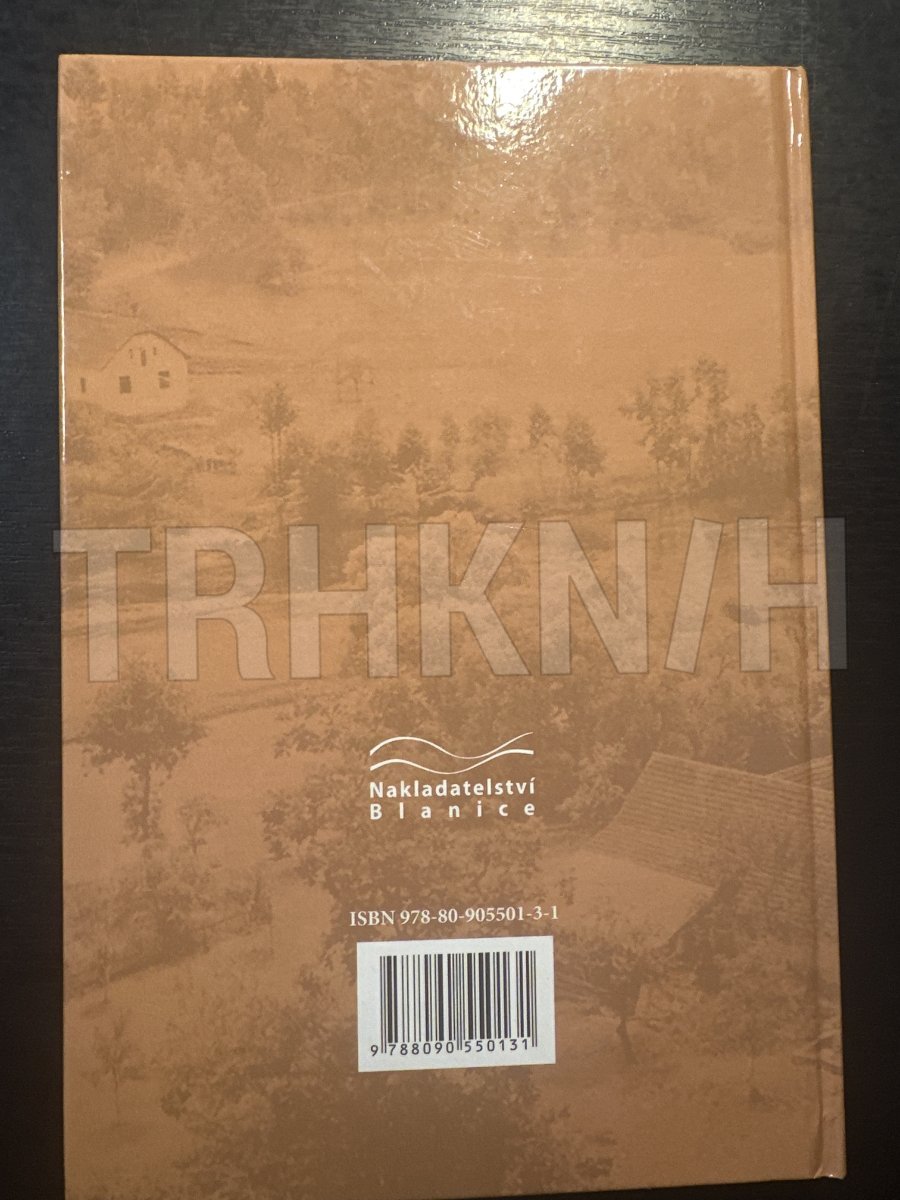 TRHKN/H
Nakladatelství
Blanice
ISBN 978-80-905501-3-1
9 788090 550131